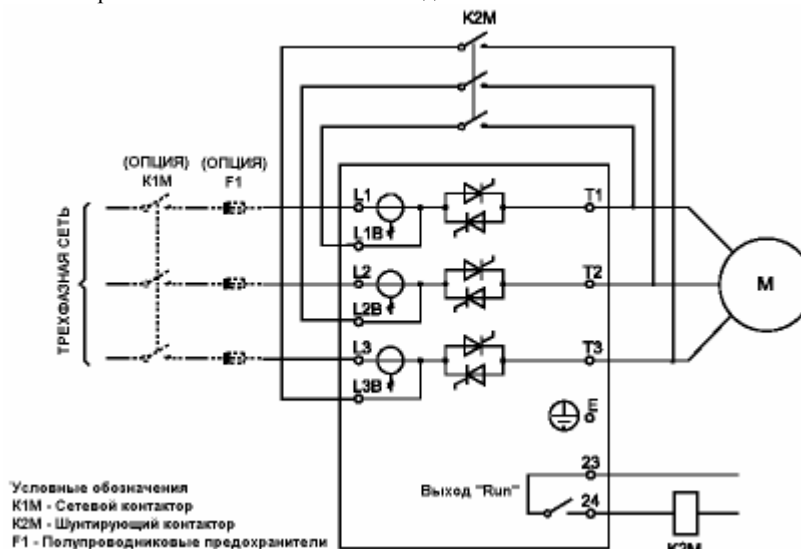 K2M
(ОПЦИЯ) (ОПЦИЯ)
K1M F1
ТРЕХФАЗНАЯ СЕТЬ
L1 T1
L1B
L2 T2
L2B
L3 T3
L3B
M
E
23
Выход "Run"
24
K2M
Условные обозначения
K1M - Сетевой контактор
K2M - Шунтирующий контактор
F1 - Полупроводниковые предохранители